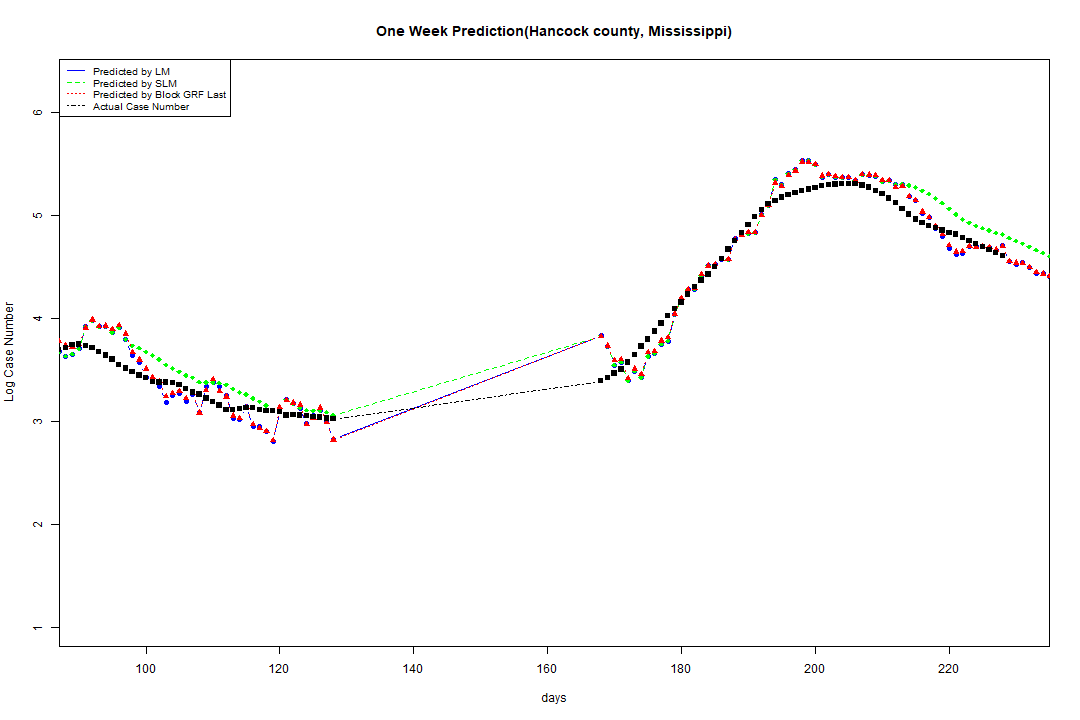 One Week Prediction(Hancock county, Mississippi)
Predicted by LM
Predicted by SLM
Predicted by Block GRF Last
Actual Case Number
6
5
4
3
2
1
Log Case Number
100 120 140 160 180 200 220
days